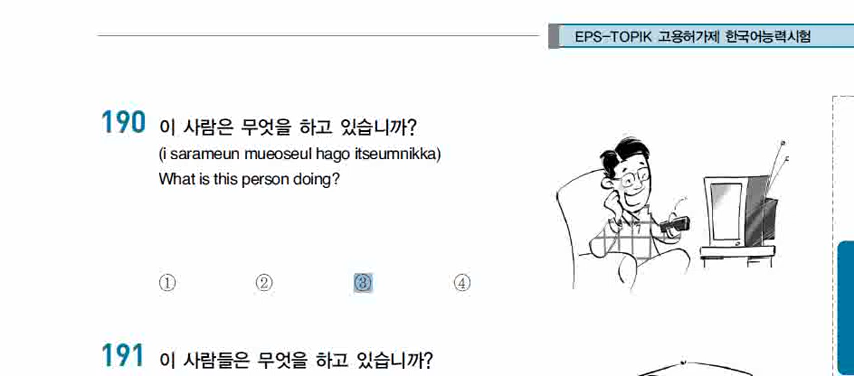 EPS-TOPIK 고용허가제 한국어능력시험
190 이 사람은 무엇을 하고 있습니까?
(i sarameun mueoseul hago itseumnikka)
What is this person doing?
① ② ③ ④
191 이 사람들은 무엇을 하고 있습니까?